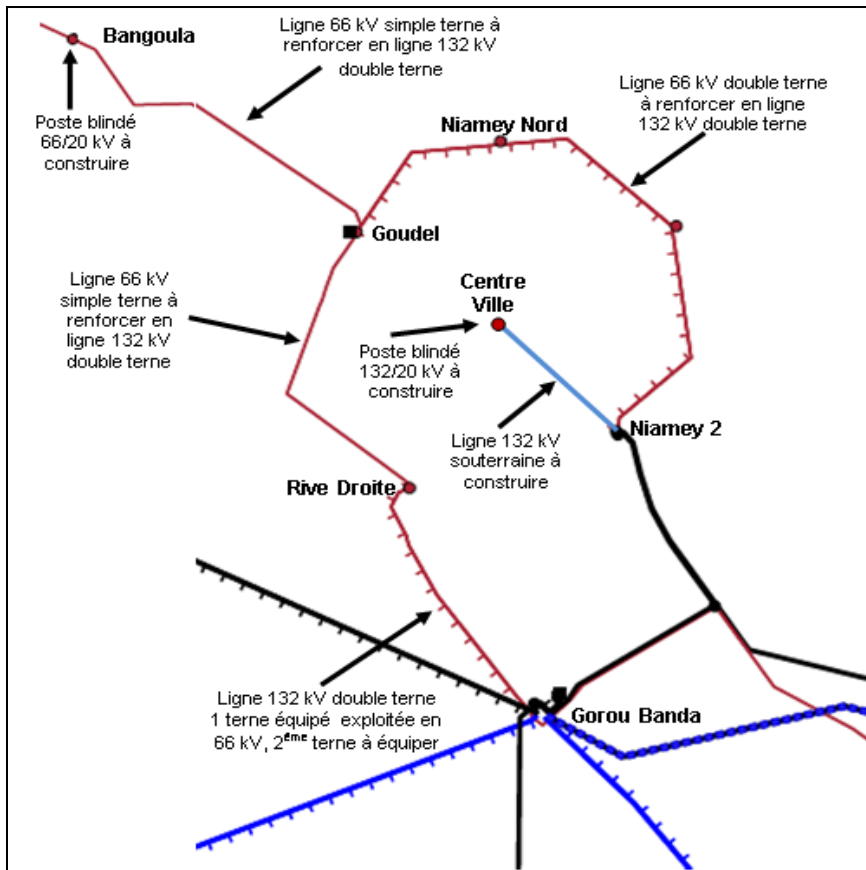 Bangoula
Ligne 66 kV simple terne à
renforcer en ligne 132 kV
double terne
Ligne 66 kV double terne
à renforcer en ligne
132 kV double terne
Poste blindé
66/20 kV à
construire
Niamey Nord
Goudel
Ligne 66 kV
simple terne à
renforcer en
ligne 132 kV
double terne
Centre
Ville
Poste blindé
132/20 kV à
construire
Niamey 2
Ligne 132 kV
souterraine à
construire
Rive Droite
Ligne 132 kV double terne
1 terne équipé exploitée en
66 kV, 2ème terne à équiper
Gorou Banda